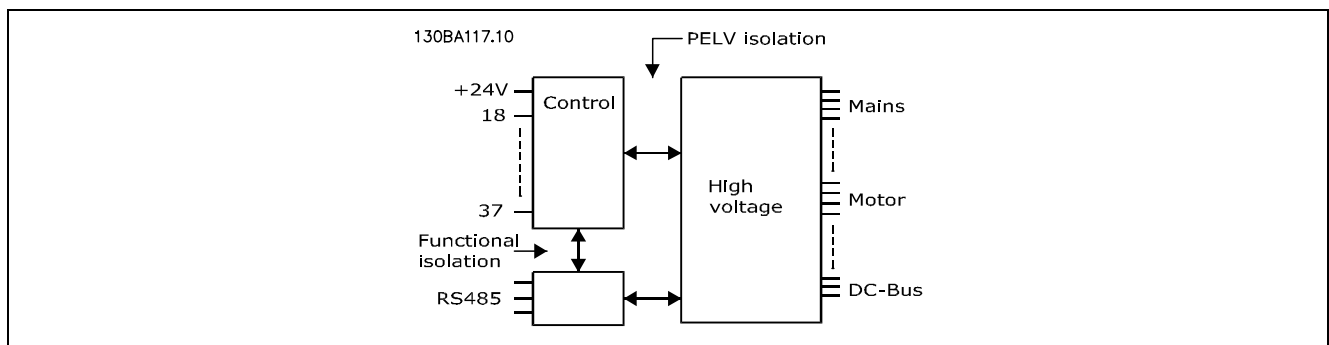 130BA117.10
PELV isolation
+24V
Control
Mains
18
High
voltage
Motor
37
Functional
isolation
RS485
DC-Bus